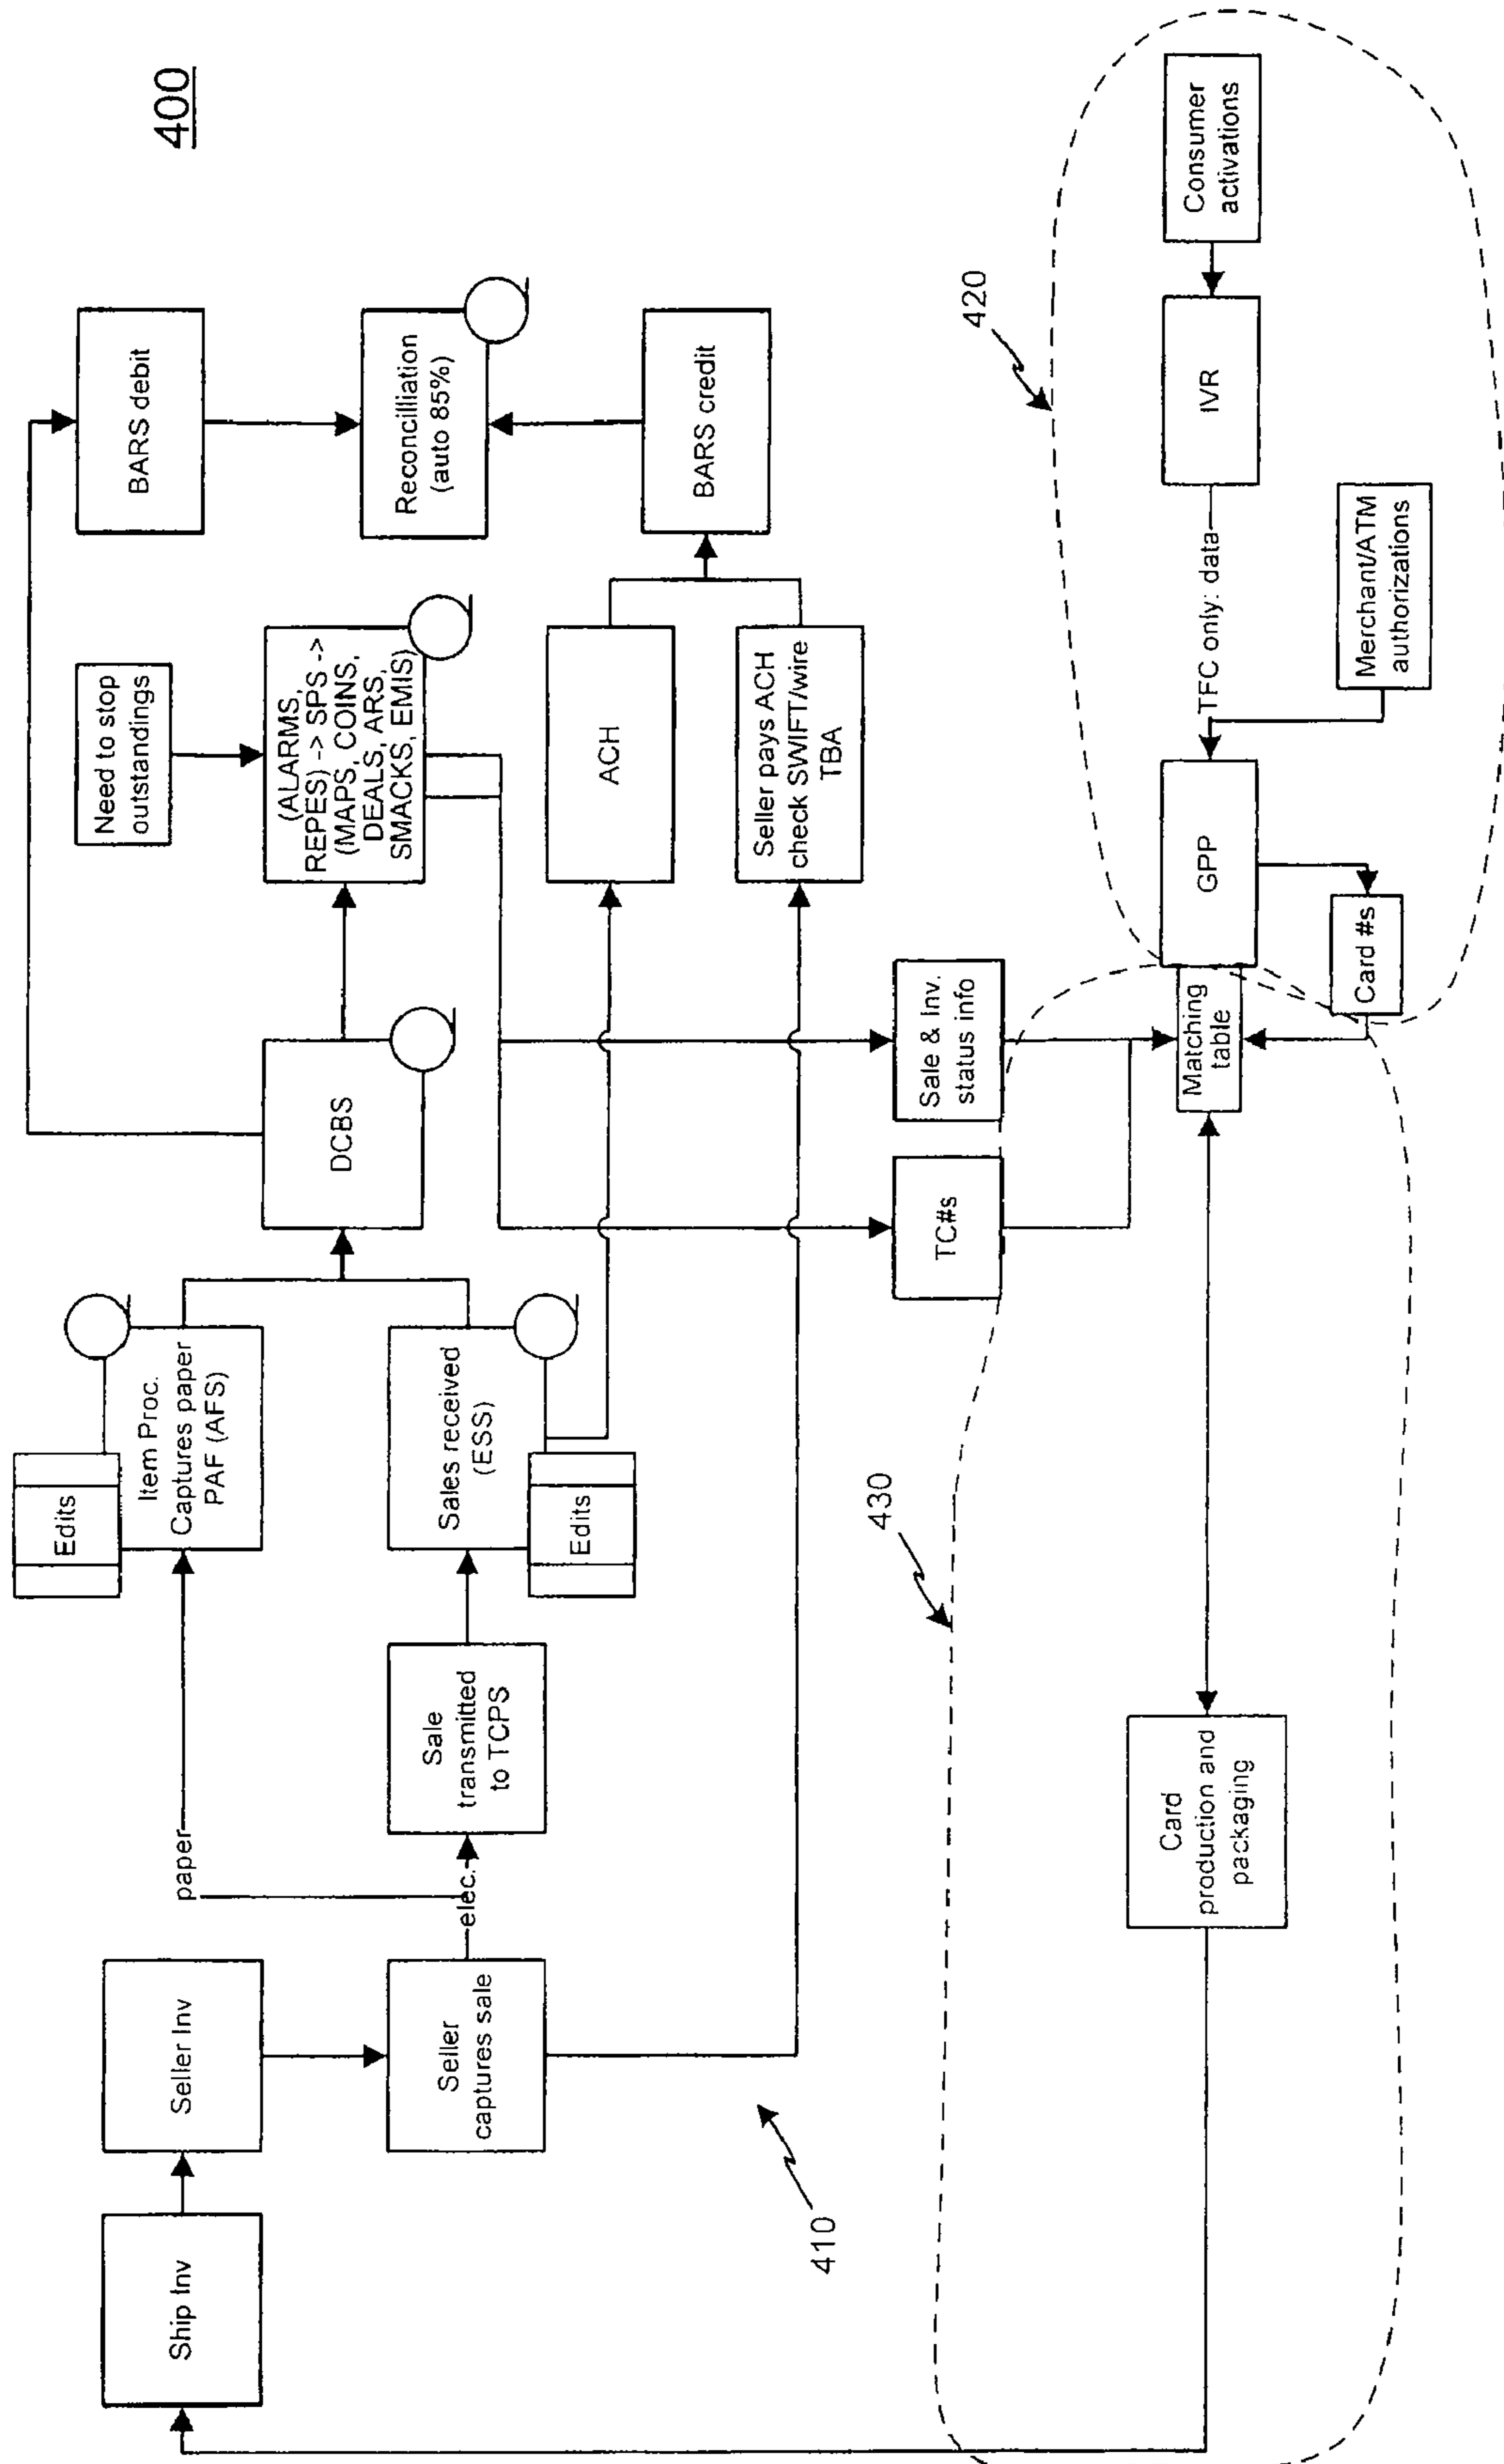 400
Ship Inv
Seller Inv
Seller
captures sale
paper
elec.
Sale
transmitted
to TCPS
Edits
Item Proc.
Captures paper
PAF (AFS)
Sales received
(ESS)
Edits
DCBS
Need to stop
outstandings
(ALARMS,
REPES) -> SPS ->
(MAPS, COINS,
DEALS, ARS,
SMACKS, EMIS)
BARS debit
Reconcilliation
(auto 85%)
BARS credit
ACH
Seller pays ACH
check SWIFT/wire
TBA
410
430
420
TC#s
Sale & Inv.
status info
Card
production and
packaging
Matching
table
GPP
Card #s
TFC only: data
IVR
Consumer
activations
Merchant/ATM
authorizations